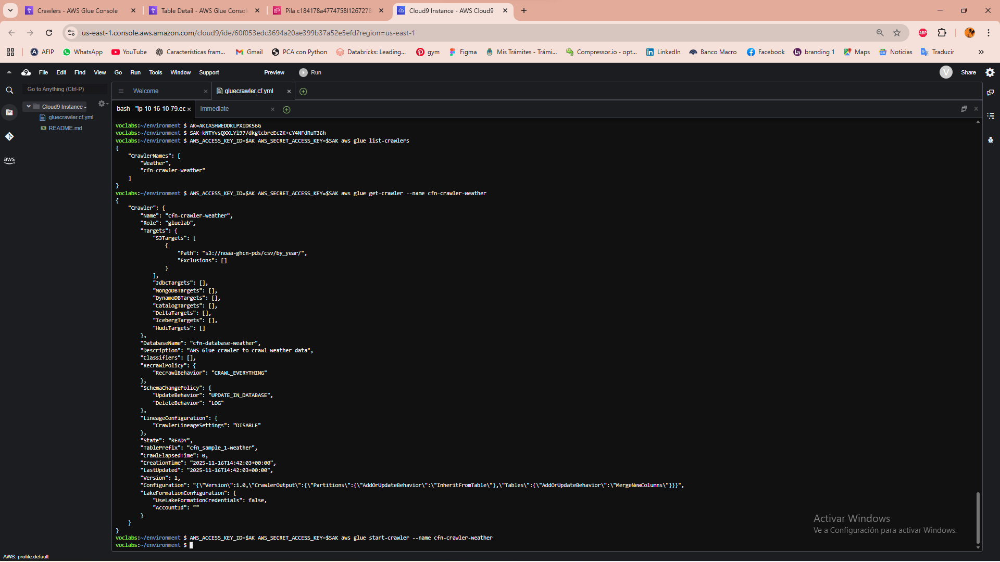 Crawlers - AWS Glue Console
Table Detail - AWS Glue Conso
Pila c184178a4774758l1267278
Cloud9 Instance - AWS Cloud9
us-east-1.console.aws.amazon.com/cloud9/ide/60f053edc3694a20ae399b37a52e5efd?region=us-east-1
ABP
AFIP
WhatsApp
YouTube
Características fram...
Gmail
PCA con Python
Databricks: Leading...
gym
Figma
Mis Trámites - Trámi...
Compressor.io - opt...
LinkedIn
Banco Macro
Facebook
branding 1
Maps
Noticias
Traducir
»
9 File Edit Find View Go Run Tools Window Support Preview Run V Share
Go to Anything (Ctrl-P)
Welcome
gluecrawler.cf.yml
Cloud9 Instance -
gluecrawler.cf.yml
README.md
aws
bash - "ip-10-16-10-79.ec
Immediate
voclabs:~/environment $ AK=AKIASHWEDDKLPXIDK56G
voclabs:~/environment $ SAK=kNTYvsQXXLYl97/dkgtcbreEcZK+cY4NFdRuT36h
voclabs:~/environment $ AWS_ACCESS_KEY_ID=$AK AWS_SECRET_ACCESS_KEY=$SAK aws glue list-crawlers
{
    "CrawlerNames": [
        "Weather",
        "cfn-crawler-weather"
    ]
}
voclabs:~/environment $ AWS_ACCESS_KEY_ID=$AK AWS_SECRET_ACCESS_KEY=$SAK aws glue get-crawler --name cfn-crawler-weather
{
    "Crawler": {
        "Name": "cfn-crawler-weather",
        "Role": "gluelab",
        "Targets": {
            "S3Targets": [
                {
                    "Path": "s3://noaa-ghcn-pds/csv/by_year/",
                    "Exclusions": []
                }
            ],
            "JdbcTargets": [],
            "MongoDBTargets": [],
            "DynamoDBTargets": [],
            "CatalogTargets": [],
            "DeltaTargets": [],
            "IcebergTargets": [],
            "HudiTargets": []
        },
        "DatabaseName": "cfn-database-weather",
        "Description": "AWS Glue crawler to crawl weather data",
        "Classifiers": [],
        "RecrawlPolicy": {
            "RecrawlBehavior": "CRAWL_EVERYTHING"
        },
        "SchemaChangePolicy": {
            "UpdateBehavior": "UPDATE_IN_DATABASE",
            "DeleteBehavior": "LOG"
        },
        "LineageConfiguration": {
            "CrawlerLineageSettings": "DISABLE"
        },
        "State": "READY",
        "TablePrefix": "cfn_sample_1-weather",
        "CrawlElapsedTime": 0,
        "CreationTime": "2025-11-16T14:42:03+00:00",
        "LastUpdated": "2025-11-16T14:42:03+00:00",
        "Version": 1,
        "Configuration": "{\"Version\":1.0,\"CrawlerOutput\":{\"Partitions\":{\"AddOrUpdateBehavior\":\"InheritFromTable\"},\"Tables\":{\"AddOrUpdateBehavior\":\"MergeNewColumns\"}}}",
        "LakeFormationConfiguration": {
            "UseLakeFormationCredentials": false,
            "AccountId": ""
        }
    }
}
voclabs:~/environment $ AWS_ACCESS_KEY_ID=$AK AWS_SECRET_ACCESS_KEY=$SAK aws glue start-crawler --name cfn-crawler-weather
voclabs:~/environment $
Activar Windows
Ve a Configuración para activar Windows.
AWS: profile:default